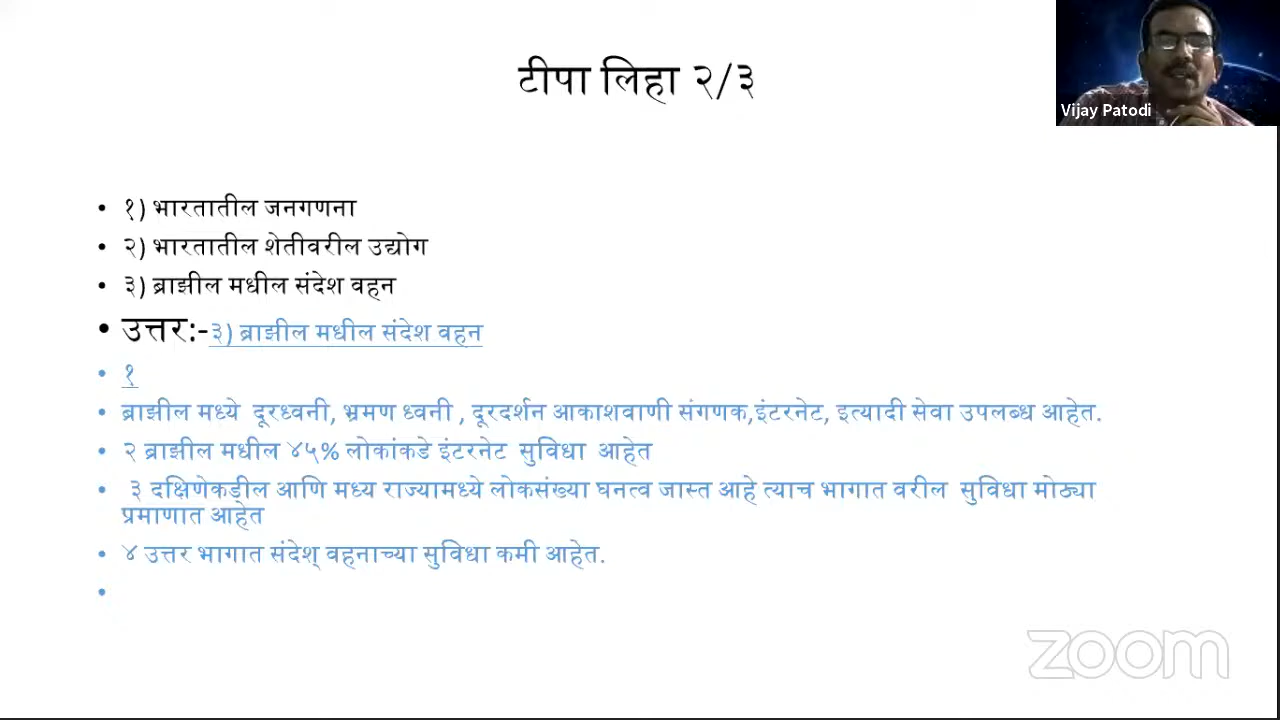 टीपा लिहा २/३
Vijay Patodi
• १) भारतातील जनगणना
• २) भारतातील शेतीवरील उद्योग
• ३) ब्राझील मधील संदेश वहन
• उत्तर:-३) ब्राझील मधील संदेश वहन
• १
• ब्राझील मध्ये दूरध्वनी, भ्रमण ध्वनी , दूरदर्शन आकाशवाणी संगणक,इंटरनेट, इत्यादी सेवा उपलब्ध आहेत.
• २ ब्राझील मधील ४५% लोकांकडे इंटरनेट सुविधा आहेत
• ३ दक्षिणेकडील आणि मध्य राज्यामध्ये लोकसंख्या घनत्व जास्त आहे त्याच भागात वरील सुविधा मोठ्या
प्रमाणात आहेत
• ४ उत्तर भागात संदेश् वहनाच्या सुविधा कमी आहेत.
•
zoom